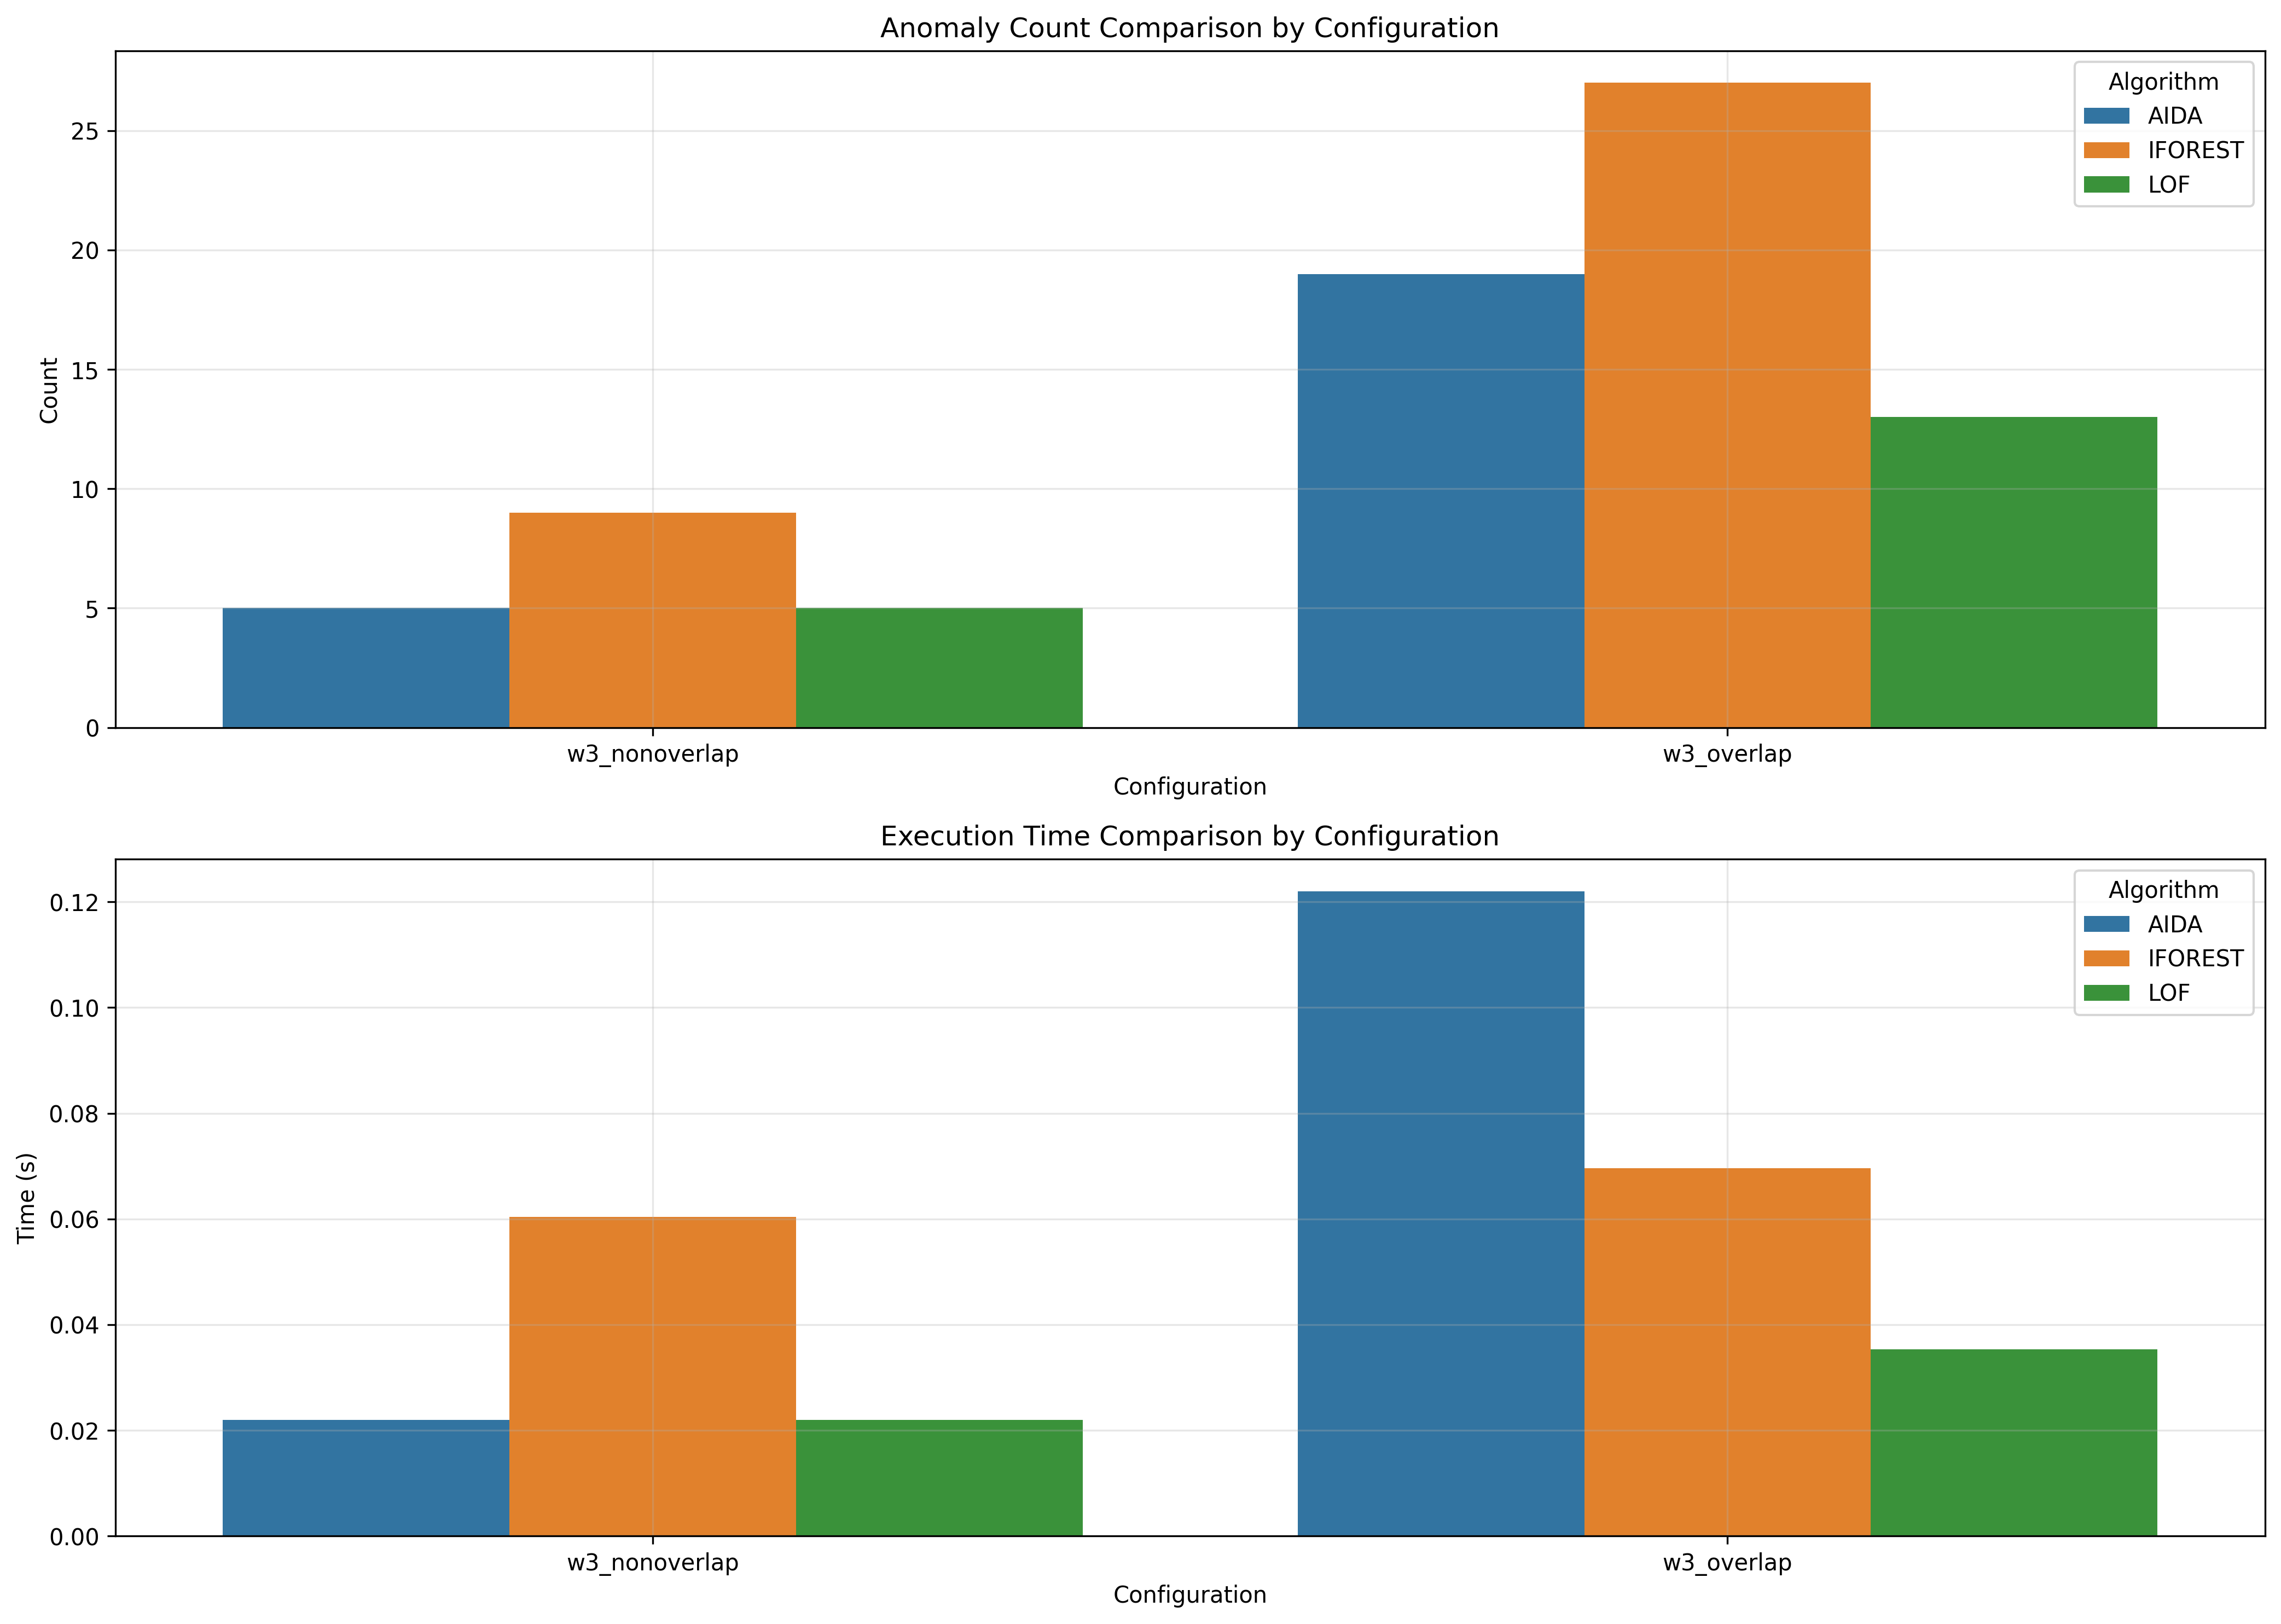 Anomaly Count Comparison by Configuration
Algorithm
AIDA
IFOREST
LOF
Count
25
20
15
10
5
0
w3_nonoverlap
w3_overlap
Configuration
Execution Time Comparison by Configuration
Algorithm
AIDA
IFOREST
LOF
Time (s)
0.12
0.10
0.08
0.06
0.04
0.02
0.00
w3_nonoverlap
w3_overlap
Configuration